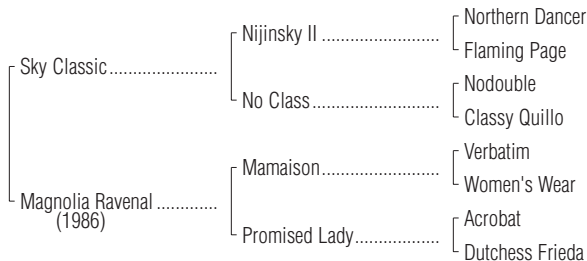 Northern Dancer
Nijinsky II
Flaming Page
Sky Classic
Nodouble
No Class
Classy Quillo
Verbatim
Mamaison
Women's Wear
Magnolia Ravenal
(1986)
Acrobat
Promised Lady
Dutchess Frieda